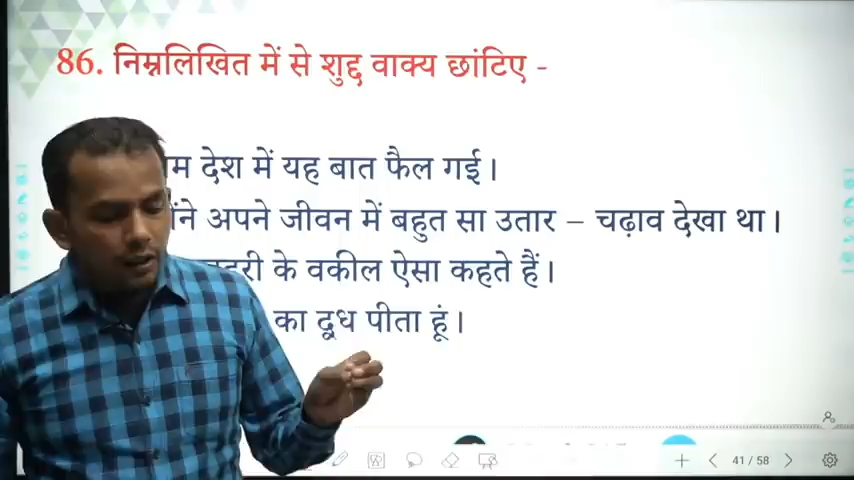 86. निम्नलिखित में से शुद्द वाक्य छांटिए -
देश में यह बात फैल गई।
अपने जीवन में बहुत सा उतार – चढ़ाव देखा था।
के वकील ऐसा कहते हैं।
का दूध पीता हूं।
41 / 58